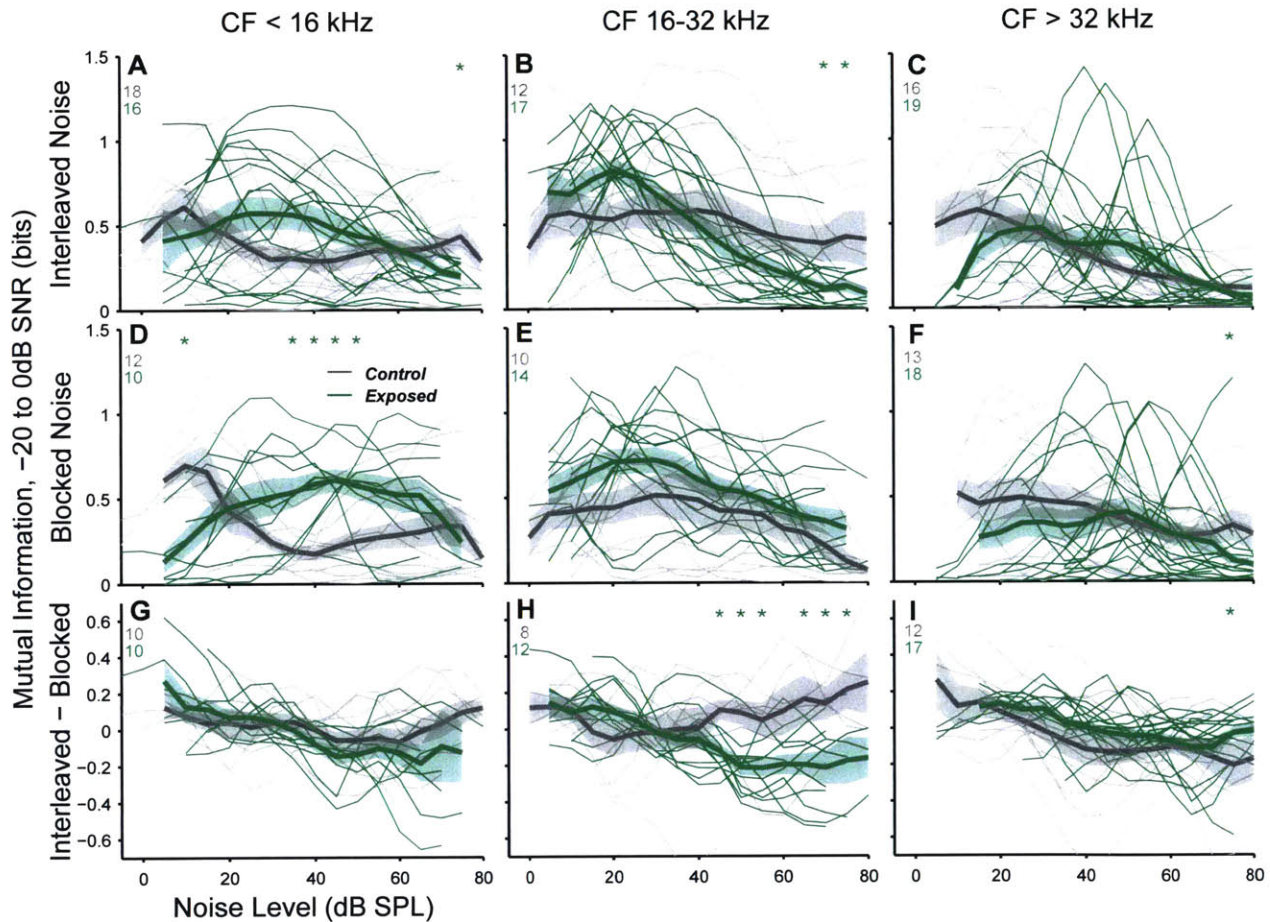 CF < 16 kHz
CF 16-32 kHz
CF > 32 kHz
Mutual Information, −20 to 0dB SNR (bits)
Interleaved Noise
1.5
1
0.5
0
A
18
16
*
B
12
17
* *
C
16
19
Blocked Noise
1.5
1
0.5
0
D
12
10
* * * * *
Control
Exposed
E
10
14
F
13
18
*
Interleaved − Blocked
0.6
0.4
0.2
0
−0.2
−0.4
−0.6
G
10
10
H
8
12
* * * * * *
I
12
17
*
0 20 40 60 80
0 20 40 60 80
0 20 40 60 80
Noise Level (dB SPL)